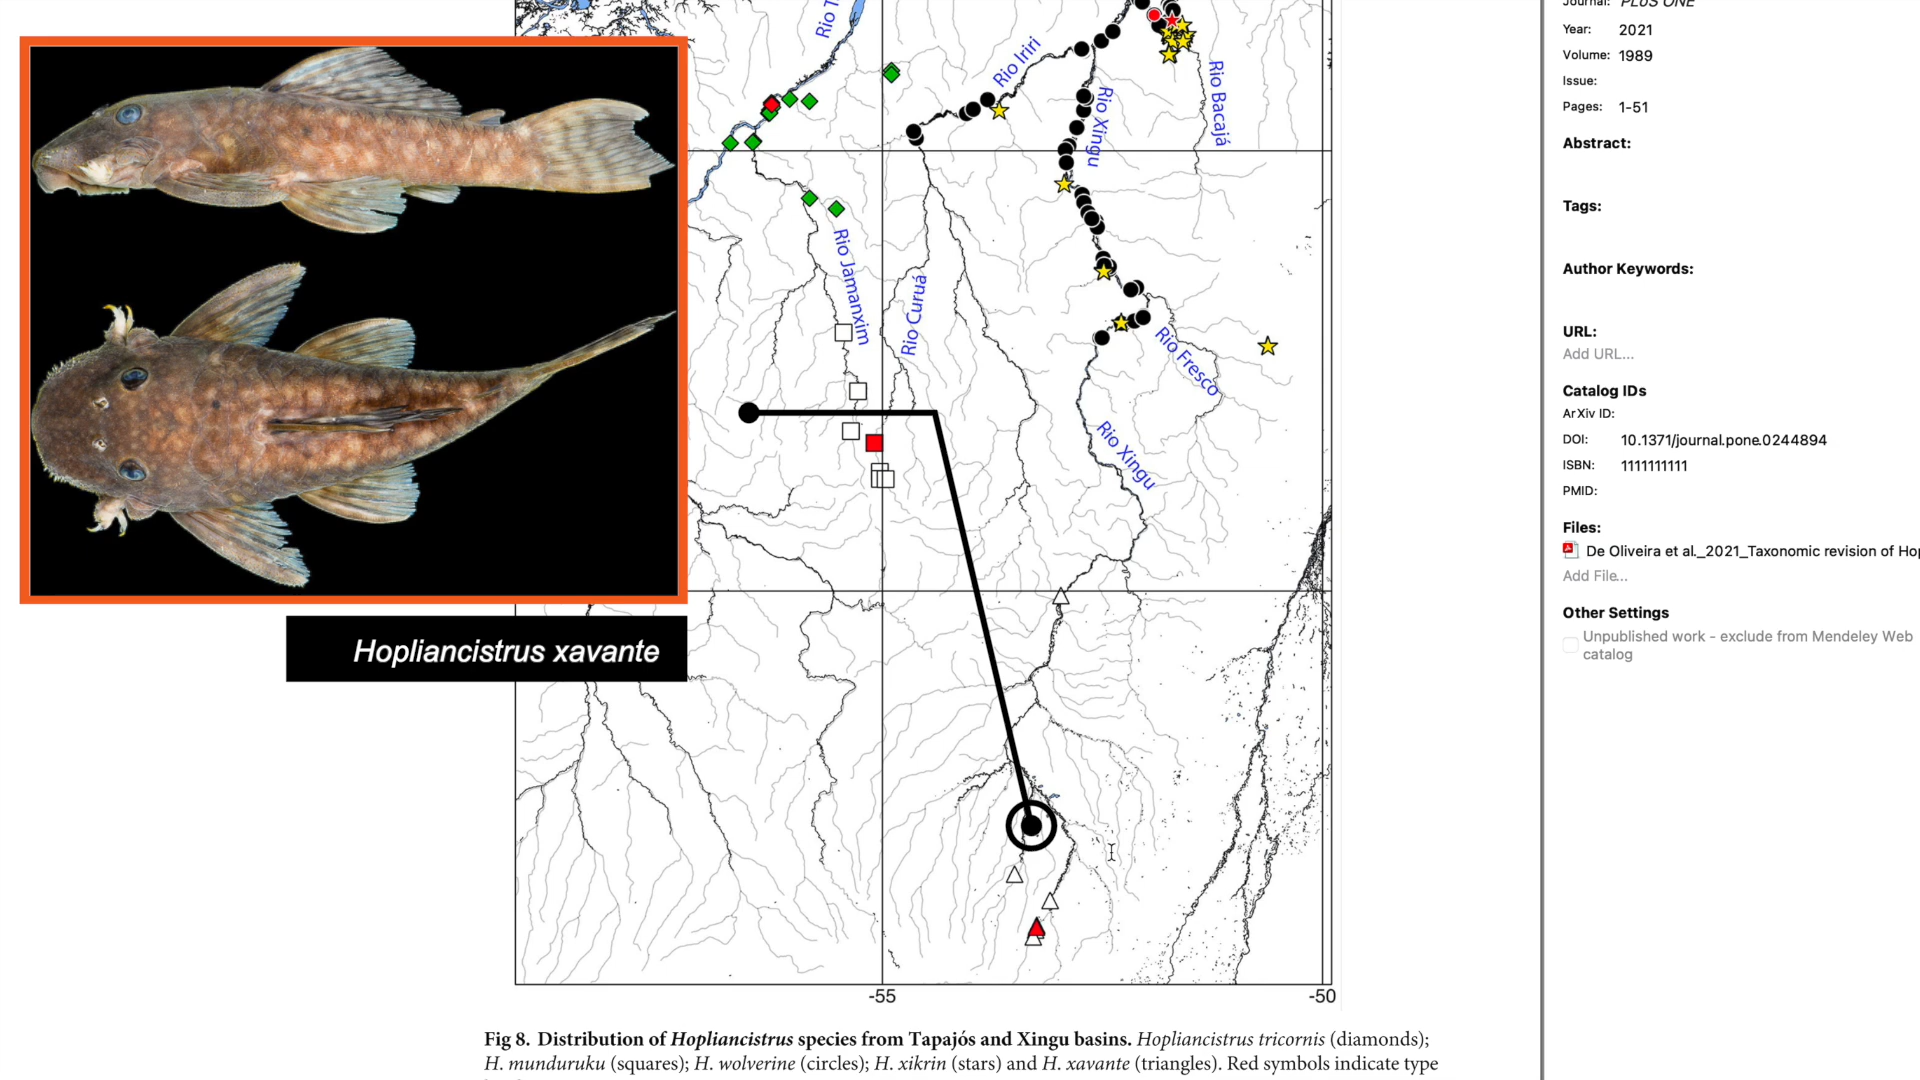 Rio T
Rio Iriri
Rio Xingu
Rio Bacajá
Rio Jamanxim
Rio Curuá
Rio Fresco
Rio Xingu
Hopliancistrus xavante
-55
-50
Fig 8. Distribution of Hopliancistrus species from Tapajós and Xingu basins. Hopliancistrus tricornis (diamonds);
H. munduruku (squares); H. wolverine (circles); H. xikrin (stars) and H. xavante (triangles). Red symbols indicate type
Journal: PLoS ONE
Year: 2021
Volume: 1989
Issue:
Pages: 1-51
Abstract:
Tags:
Author Keywords:
URL:
Add URL...
Catalog IDs
ArXiv ID:
DOI: 10.1371/journal.pone.0244894
ISBN: 1111111111
PMID:
Files:
De Oliveira et al._2021_Taxonomic revision of Hop
Add File...
Other Settings
Unpublished work - exclude from Mendeley Web
catalog